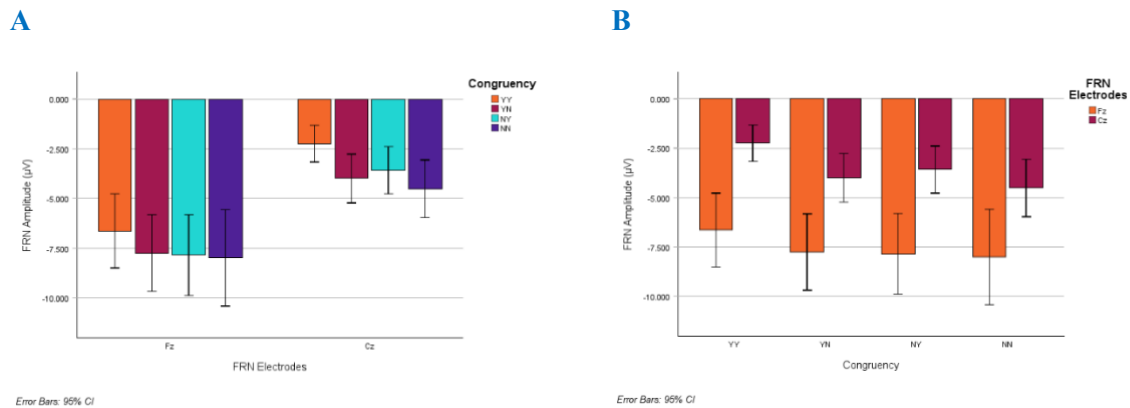 A
B
Congruency
YY
YN
NY
NN
0.000
-2.500
-5.000
-7.500
-10.000
FRN Amplitude (µV)
Fz
Cz
FRN Electrodes
Error Bars: 95% CI
FRN
Electrodes
Fz
Cz
0.000
-2.500
-5.000
-7.500
-10.000
FRN Amplitude (µV)
YY
YN
NY
NN
Congruency
Error Bars: 95% CI